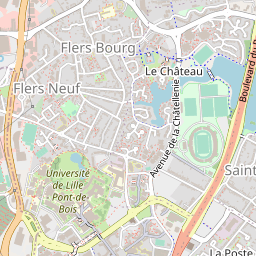 Flers Bourg
Le Château
Flers Neuf
Boulevard du
Avenue de la Châtellenie
Université
de Lille
Pont-de-
Bois
Saint
La Poste